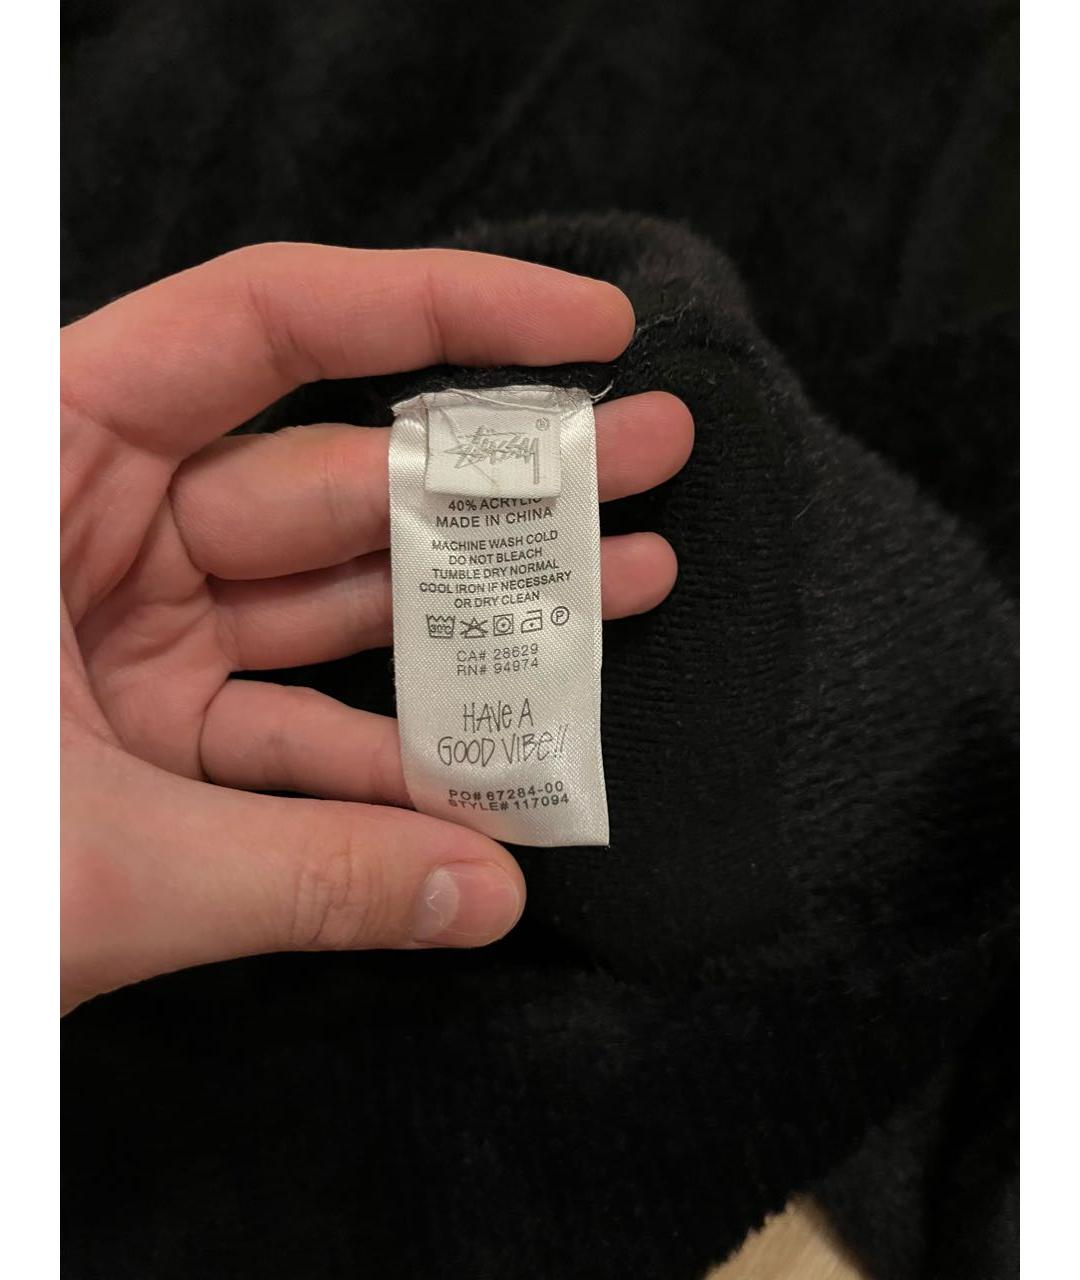 STÜSSY ®
40% ACRYLIC
MADE IN CHINA
MACHINE WASH COLD
DO NOT BLEACH
TUMBLE DRY NORMAL
COOL IRON IF NECESSARY
OR DRY CLEAN
30°C P
CA# 28629
RN# 94974
HAVE A
GOOD VIBE!!
PO# 67284-00
STYLE# 117094